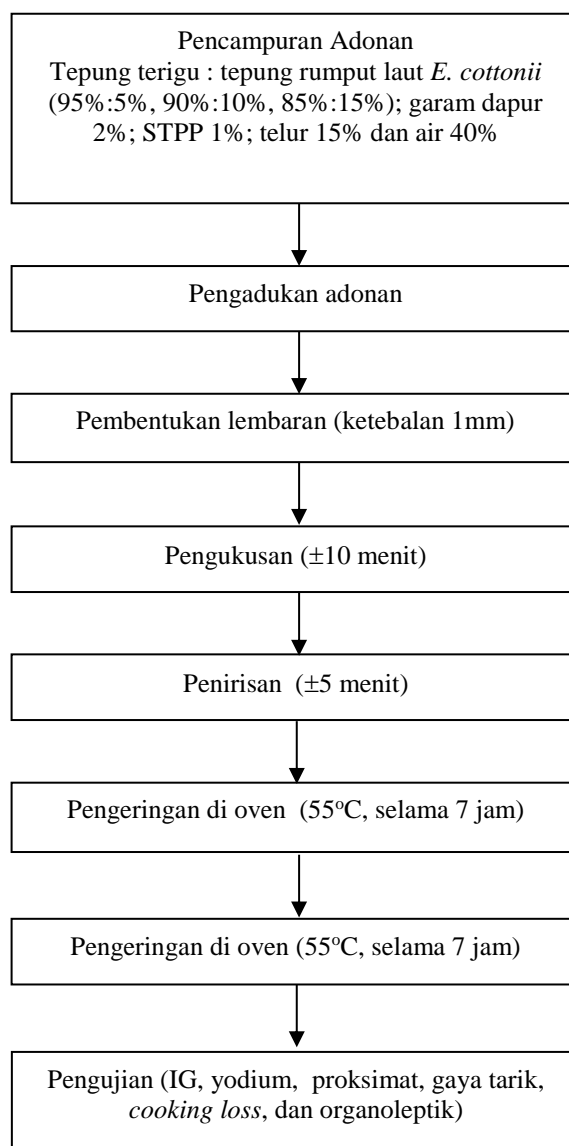 Pencampuran Adonan
Tepung terigu : tepung rumput laut E. cottonii
(95%:5%, 90%:10%, 85%:15%); garam dapur
2%; STPP 1%; telur 15% dan air 40%
Pengadukan adonan
Pembentukan lembaran (ketebalan 1mm)
Pengukusan (±10 menit)
Penirisan (±5 menit)
Pengeringan di oven (55°C, selama 7 jam)
Pengeringan di oven (55°C, selama 7 jam)
Pengujian (IG, yodium, proksimat, gaya tarik,
cooking loss, dan organoleptik)